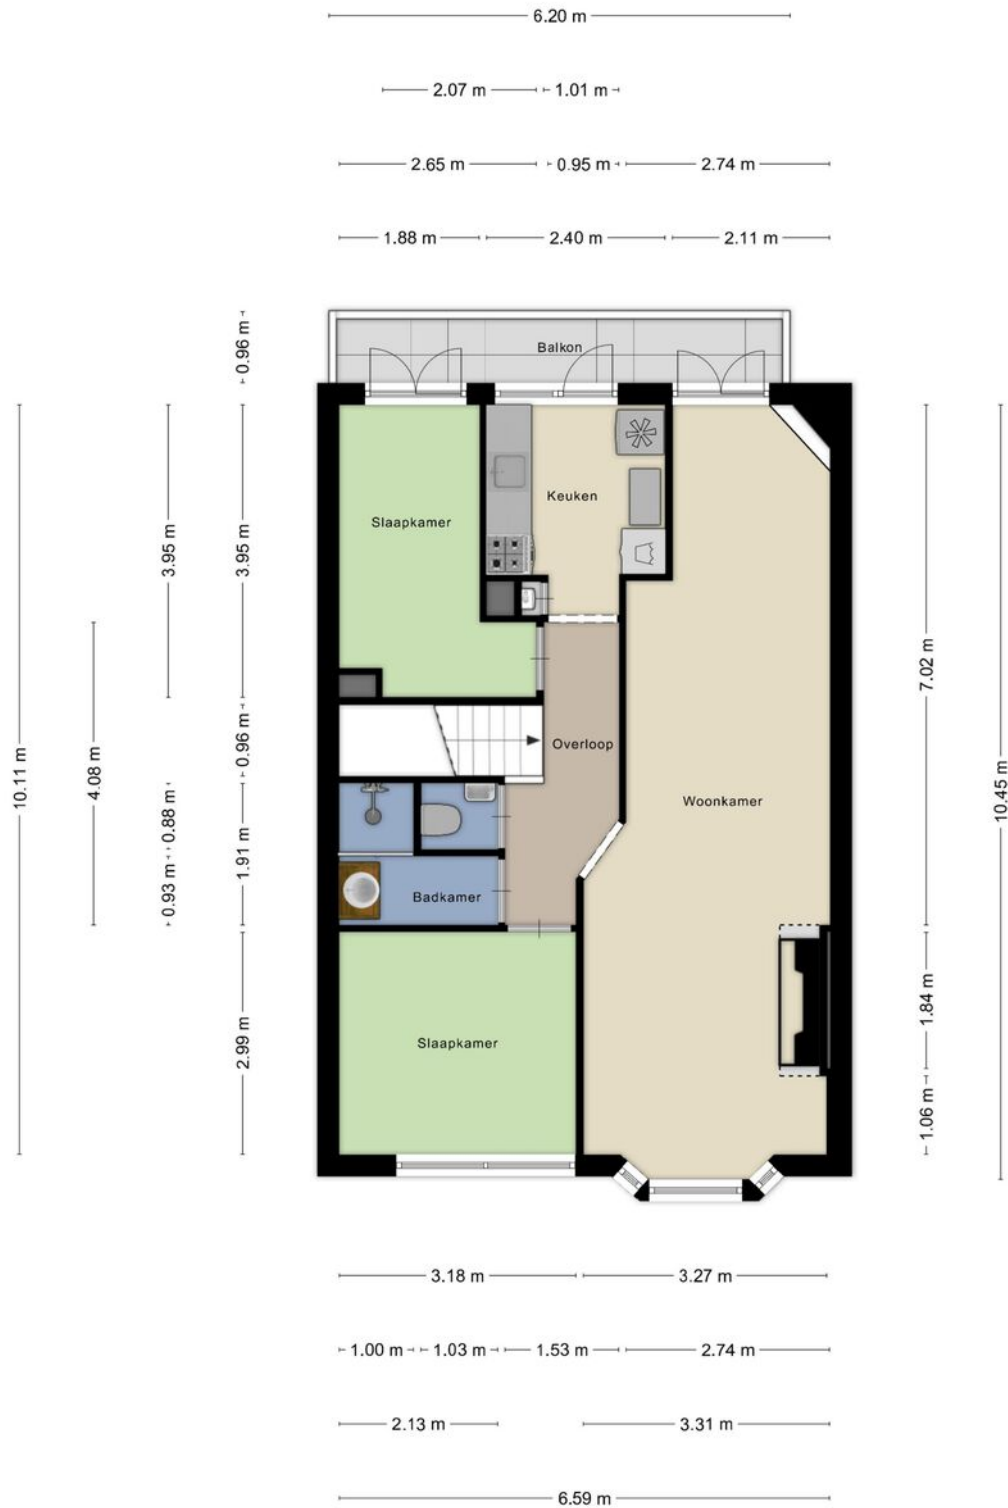 6.20 m
2.07 m
1.01 m
2.65 m
0.95 m
2.74 m
1.88 m
2.40 m
2.11 m
0.96 m
Balkon
Keuken
Slaapkamer
3.95 m
3.95 m
7.02 m
4.08 m
10.11 m
10.45 m
0.96 m
Overloop
Woonkamer
0.88 m
0.93 m
1.91 m
Badkamer
2.99 m
Slaapkamer
1.84 m
1.06 m
3.18 m
3.27 m
1.00 m
1.03 m
1.53 m
2.74 m
2.13 m
3.31 m
6.59 m